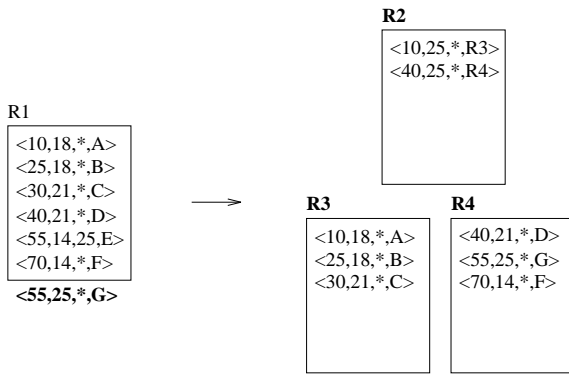 R2
<10,25,*,R3>
<40,25,*,R4>
R1
<10,18,*,A>
<25,18,*,B>
<30,21,*,C>
<40,21,*,D>
<55,14,25,E>
<70,14,*,F>
<55,25,*,G>
R3
<10,18,*,A>
<25,18,*,B>
<30,21,*,C>
R4
<40,21,*,D>
<55,25,*,G>
<70,14,*,F>